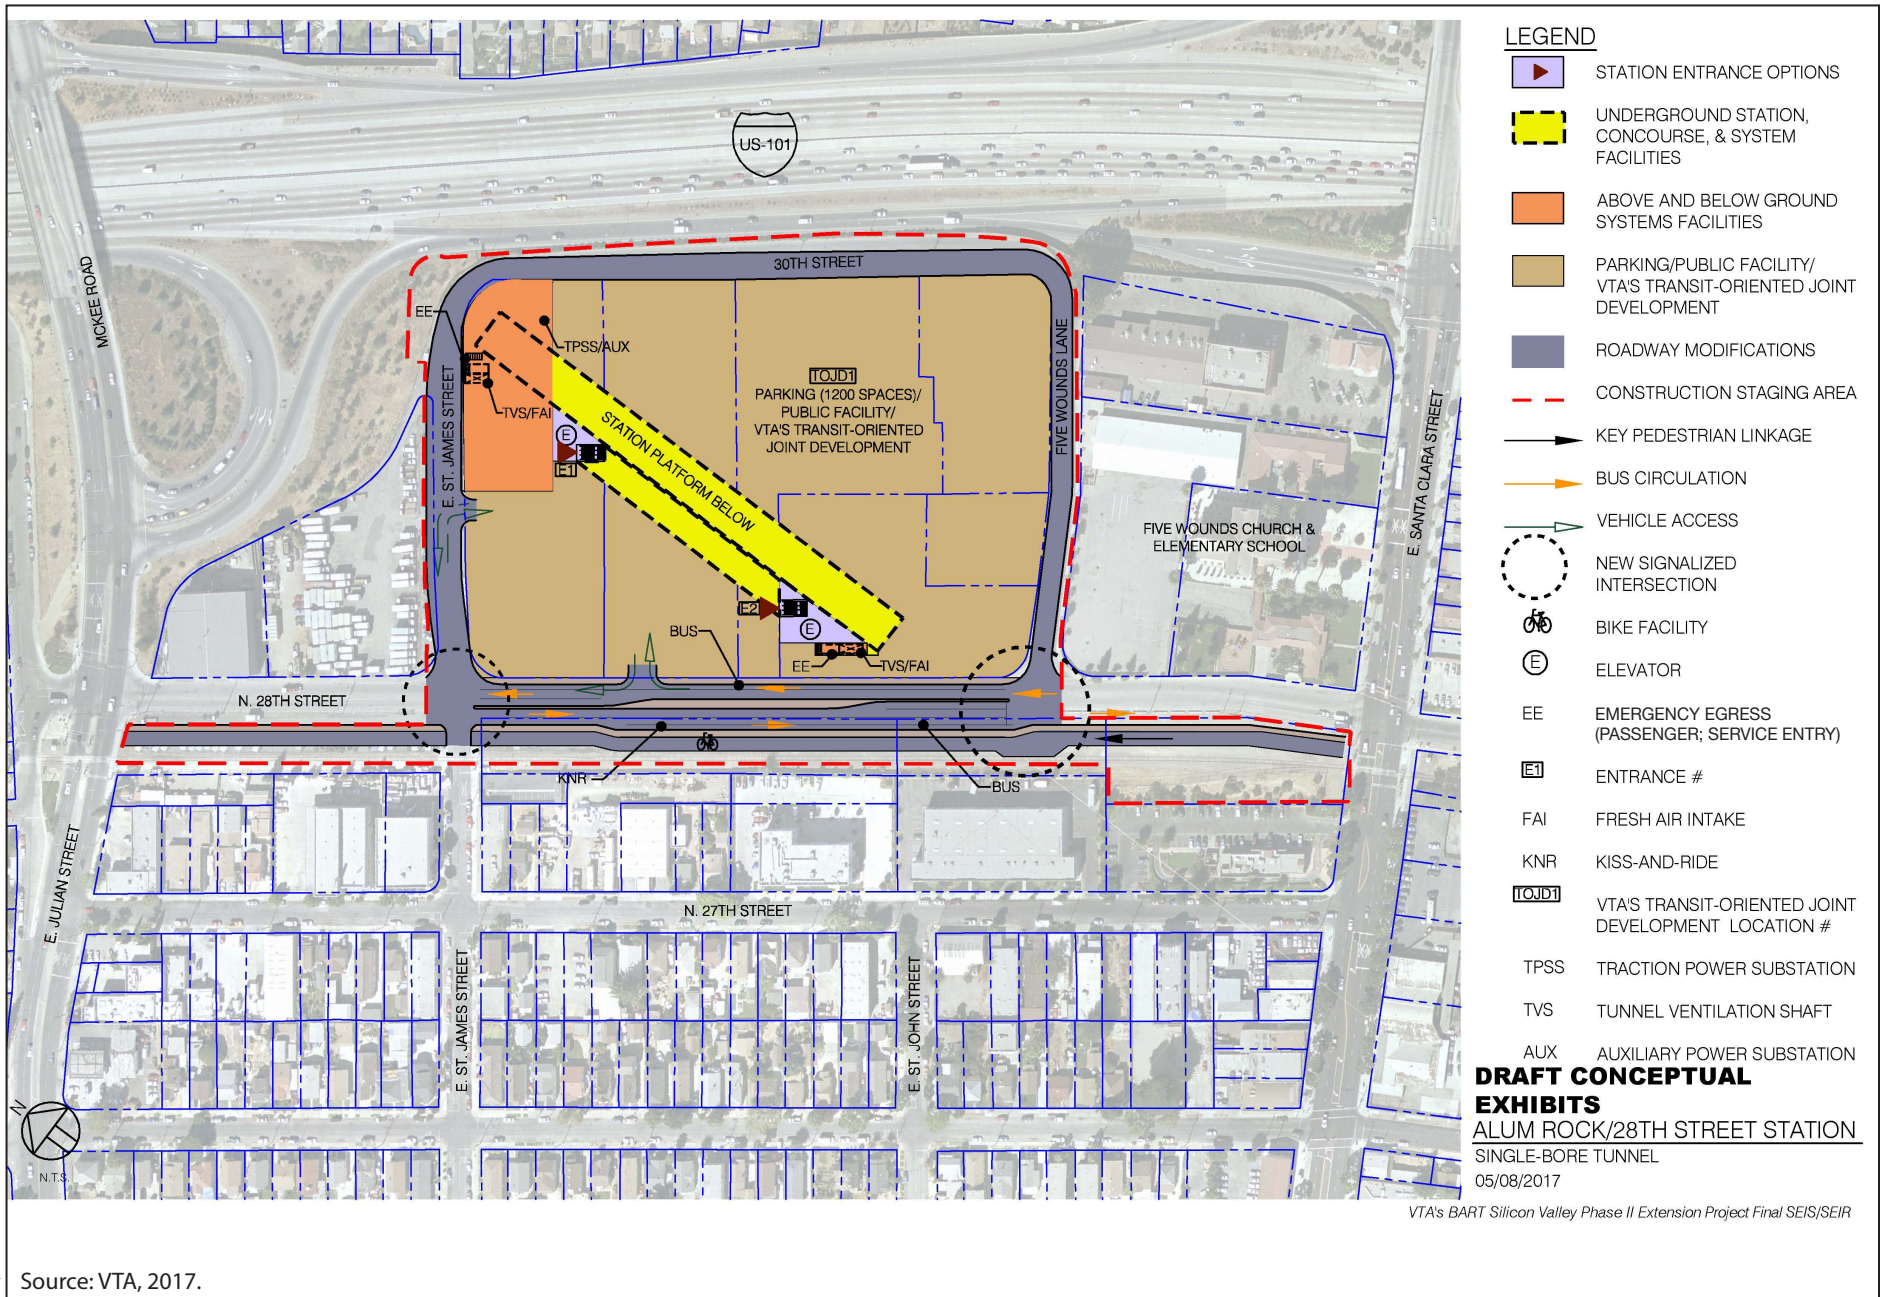 US-101
MCKEE ROAD
30TH STREET
EE
TPSS/AUX
TVS/FAI
E. ST. JAMES STREET
E
E1
STATION PLATFORM BELOW
TOJD1
PARKING (1200 SPACES)/
PUBLIC FACILITY/
VTA'S TRANSIT-ORIENTED
JOINT DEVELOPMENT
FIVE WOUNDS LANE
FIVE WOUNDS CHURCH &
ELEMENTARY SCHOOL
E. SANTA CLARA STREET
E2
E
BUS
EE
TVS/FAI
N. 28TH STREET
KNR
BUS
E. JULIAN STREET
N. 27TH STREET
E. ST. JAMES STREET
E. ST. JOHN STREET
N
N.T.S.
LEGEND
STATION ENTRANCE OPTIONS
UNDERGROUND STATION,
CONCOURSE, & SYSTEM
FACILITIES
ABOVE AND BELOW GROUND
SYSTEMS FACILITIES
PARKING/PUBLIC FACILITY/
VTA'S TRANSIT-ORIENTED JOINT
DEVELOPMENT
ROADWAY MODIFICATIONS
CONSTRUCTION STAGING AREA
KEY PEDESTRIAN LINKAGE
BUS CIRCULATION
VEHICLE ACCESS
NEW SIGNALIZED
INTERSECTION
BIKE FACILITY
E ELEVATOR
EE EMERGENCY EGRESS
(PASSENGER; SERVICE ENTRY)
E1 ENTRANCE #
FAI FRESH AIR INTAKE
KNR KISS-AND-RIDE
TOJD1 VTA'S TRANSIT-ORIENTED JOINT
DEVELOPMENT LOCATION #
TPSS TRACTION POWER SUBSTATION
TVS TUNNEL VENTILATION SHAFT
AUX AUXILIARY POWER SUBSTATION
DRAFT CONCEPTUAL
EXHIBITS
ALUM ROCK/28TH STREET STATION
SINGLE-BORE TUNNEL
05/08/2017
VTA's BART Silicon Valley Phase II Extension Project Final SEIS/SEIR
Source: VTA, 2017.